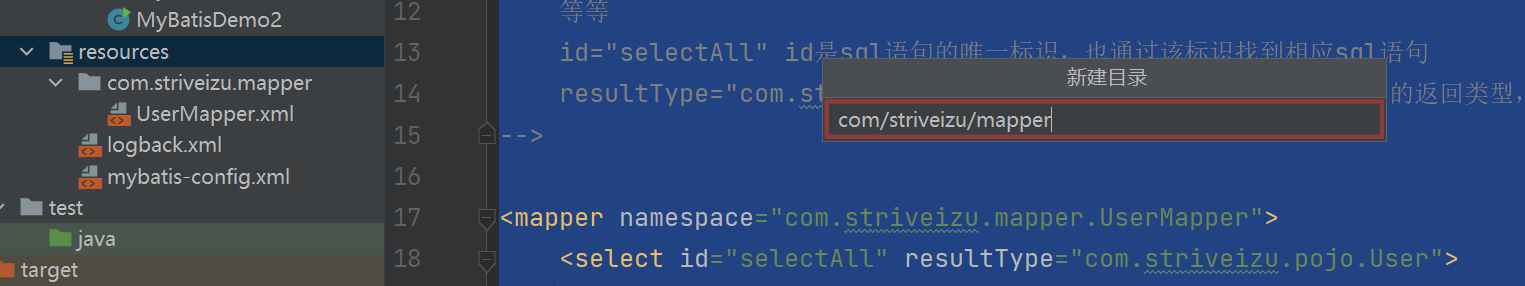 MyBatisDemo2
resources
com.striveizu.mapper
UserMapper.xml
logback.xml
mybatis-config.xml
test
java
target
12 等等
13 id="selectAll" id是sql语句的唯一标识，也通过该标识找到相应sql语句
14 resultType="com.st 的返回类型，
15 -->
16
17 <mapper namespace="com.striveizu.mapper.UserMapper">
18 <select id="selectAll" resultType="com.striveizu.pojo.User">
新建目录
com/striveizu/mapper